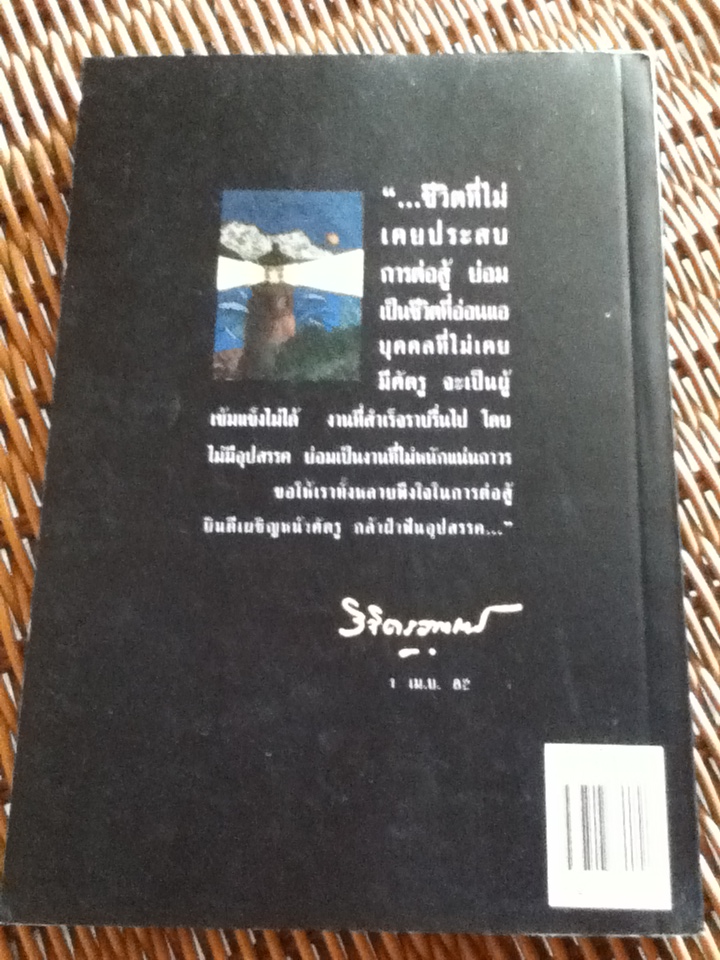 “...ชีวิตที่ไม่
เคยประสบ
การต่อสู้ ย่อม
เป็นชีวิตที่อ่อนแอ
บุคคลที่ไม่เคย
มีศัตรู จะเป็นผู้
เข้มแข็งไม่ได้ งานที่สำเร็จราบรื่นไป โดย
ไม่มีอุปสรรค ย่อมเป็นงานที่ไม่หนักแน่นถาวร
ขอให้เราทั้งหลายพึงใจในการต่อสู้
ยินดีเผชิญหน้าศัตรู กล้าฝ่าฟันอุปสรรค...”
วิจิตรวาทการ
1 เม.ย.